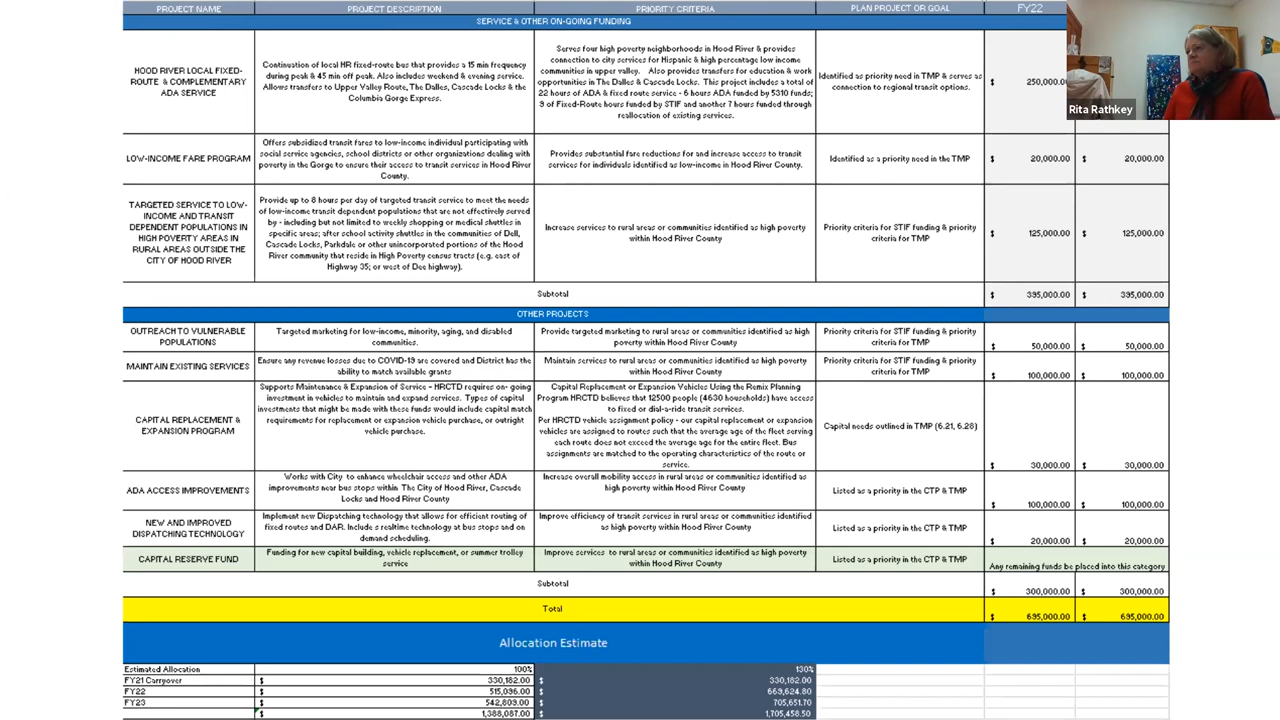 PROJECT NAME PROJECT DESCRIPTION PRIORITY CRITERIA PLAN PROJECT OR GOAL FY22
SERVICE & OTHER ON-GOING FUNDING
HOOD RIVER LOCAL FIXED-
ROUTE & COMPLEMENTARY
ADA SERVICE
Continuation of local HR fixed-route bus that provides a 15 min frequency
during peak & 45 min off peak. Also includes weekend & evening service.
Allows transfers to Upper Valley Route, The Dalles, Cascade Locks & the
Columbia Gorge Express.
Serves four high poverty neighborhoods in Hood River & provides
connection to city services for Hispanic & high percentage low income
communities in upper valley. Also provides transfers for education & work
opportunities in The Dalles & Cascade Locks. This project includes a total of
22 hours of ADA & fixed route service - 6 hours ADA funded by 5310 funds;
9 of Fixed-Route hours funded by STIF and another 7 hours funded through
reallocation of existing services.
Identified as priority need in TMP & serves as
connection to regional transit options.
$ 250,000.00
Rita Rathkey
LOW-INCOME FARE PROGRAM
Offers subsidized transit fares to low-income individual participating with
social service agencies, school districts or other organizations dealing with
poverty in the Gorge to ensure their access to transit services in Hood River
County.
Provides substantial fare reductions for and increase access to transit
services for individuals identified as low-income in Hood River County.
Identified as a priority need in the TMP
$ 20,000.00 $ 20,000.00
TARGETED SERVICE TO LOW-
INCOME AND TRANSIT
DEPENDENT POPULATIONS IN
HIGH POVERTY AREAS IN
RURAL AREAS OUTSIDE THE
CITY OF HOOD RIVER
Provide up to 8 hours per day of targeted transit service to meet the needs
of low-income transit dependent populations that are not effectively served
by - including but not limited to weekly shopping or medical shuttles in
specific areas; after school activity shuttles in the communities of Dell,
Cascade Locks, Parkdale or other unincorporated portions of the Hood
River community that reside in High Poverty census tracts (e.g. east of
Highway 35; or west of Dee highway).
Increase services to rural areas or communities identified as high poverty
within Hood River County
Priority criteria for STIF funding & priority
criteria for TMP
$ 125,000.00 $ 125,000.00
Subtotal $ 395,000.00 $ 395,000.00
OTHER PROJECTS
OUTREACH TO VULNERABLE
POPULATIONS
Targeted marketing for low-income, minority, aging, and disabled
communities.
Provide targeted marketing to rural areas or communities identified as high
poverty within Hood River County
Priority criteria for STIF funding & priority
criteria for TMP
$ 50,000.00 $ 50,000.00
MAINTAIN EXISTING SERVICES
Ensure any revenue losses due to COVID-19 are covered and District has the
ability to match available grants
Maintain services to rural areas or communities identified as high poverty
within Hood River County
Priority criteria for STIF funding & priority
criteria for TMP
$ 100,000.00 $ 100,000.00
CAPITAL REPLACEMENT &
EXPANSION PROGRAM
Supports Maintenance & Expansion of Service - HRCTD requires on- going
investment in vehicles to maintain and expand services. Types of capital
investments that might be made with these funds would include capital match
requirements for replacement or expansion vehicle purchase, or outright
vehicle purchase.
Capital Replacement or Expansion Vehicles Using the Remix Planning
Program HRCTD believes that 12500 people (4630 households) have access
to fixed or dial-a-ride transit services.
Per HRCTD vehicle assignment policy - our capital replacement or expansion
vehicles are assigned to routes such that the average age of the fleet serving
each route does not exceed the average age for the entire fleet. Bus
assignments are matched to the operating characteristics of the route or
service.
Capital needs outlined in TMP (6.21, 6.28)
$ 30,000.00 $ 30,000.00
ADA ACCESS IMPROVEMENTS
Works with City to enhance wheelchair access and other ADA
improvements near bus stops within The City of Hood River, Cascade
Locks and Hood River County
Increase overall mobility access in rural areas or communities identified as
high poverty within Hood River County
Listed as a priority in the CTP & TMP
$ 100,000.00 $ 100,000.00
NEW AND IMPROVED
DISPATCHING TECHNOLOGY
Implement new Dispatching technology that allows for efficient routing of
fixed routes and DAR. Include s realtime technology at bus stops and on
demand scheduling.
Improve efficiency of transit services in rural areas or communities identified
as high poverty within Hood River County
Listed as a priority in the CTP & TMP
$ 20,000.00 $ 20,000.00
CAPITAL RESERVE FUND
Funding for new capital building, vehicle replacement, or summer trolley
service
Improve services to rural areas or communities identified as high poverty
within Hood River County
Listed as a priority in the CTP & TMP
Any remaining funds be placed into this category
Subtotal $ 300,000.00 $ 300,000.00
Total $ 695,000.00 $ 695,000.00
Allocation Estimate
Estimated Allocation 100% 130%
FY21 Carryover $ 330,182.00 $ 330,182.00
FY22 $ 515,096.00 $ 669,624.80
FY23 $ 542,809.00 $ 705,651.70
$ 1,388,087.00 $ 1,705,458.50